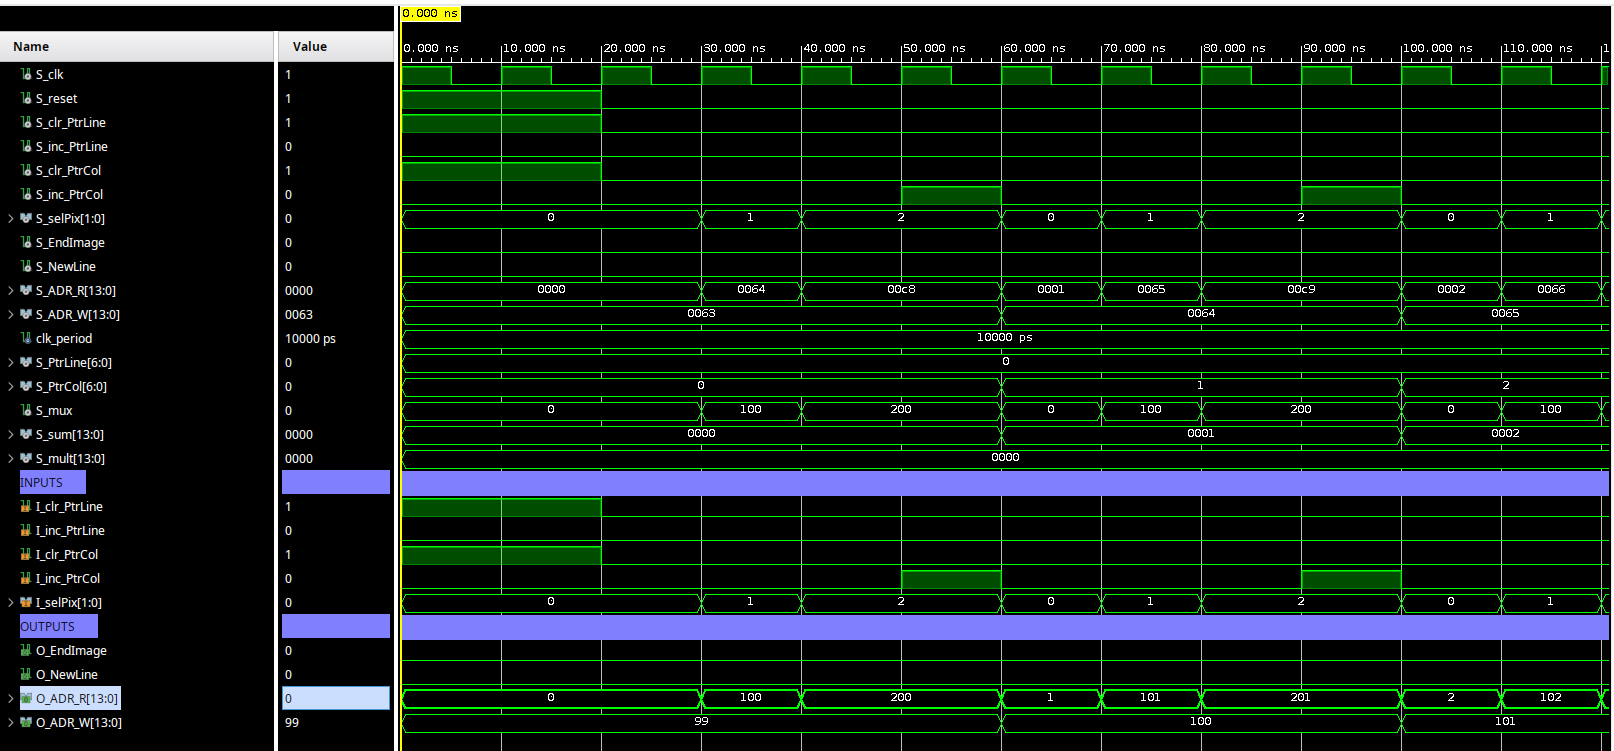 0.000 ns
Name Value
0.000 ns 10.000 ns 20.000 ns 30.000 ns 40.000 ns 50.000 ns 60.000 ns 70.000 ns 80.000 ns 90.000 ns 100.000 ns 110.000 ns 1
S_clk 1
S_reset 1
S_clr_PtrLine 1
S_inc_PtrLine 0
S_clr_PtrCol 1
S_inc_PtrCol 0
S_selPix[1:0] 0 0 1 2 0 1 2 0 1
S_EndImage 0
S_NewLine 0
S_ADR_R[13:0] 0000 0000 0064 00c8 0001 0065 00c9 0002 0066
S_ADR_W[13:0] 0063 0063 0064 0065
clk_period 10000 ps 10000 ps
S_PtrLine[6:0] 0 0
S_PtrCol[6:0] 0 0 1 2
S_mux 0 0 100 200 0 100 200 0 100
S_sum[13:0] 0000 0000 0001 0002
S_mult[13:0] 0000 0000
INPUTS
I_clr_PtrLine 1
I_inc_PtrLine 0
I_clr_PtrCol 1
I_inc_PtrCol 0
I_selPix[1:0] 0 0 1 2 0 1 2 0 1
OUTPUTS
O_EndImage 0
O_NewLine 0
O_ADR_R[13:0] 0 0 100 200 1 101 201 2 102
O_ADR_W[13:0] 99 99 100 101